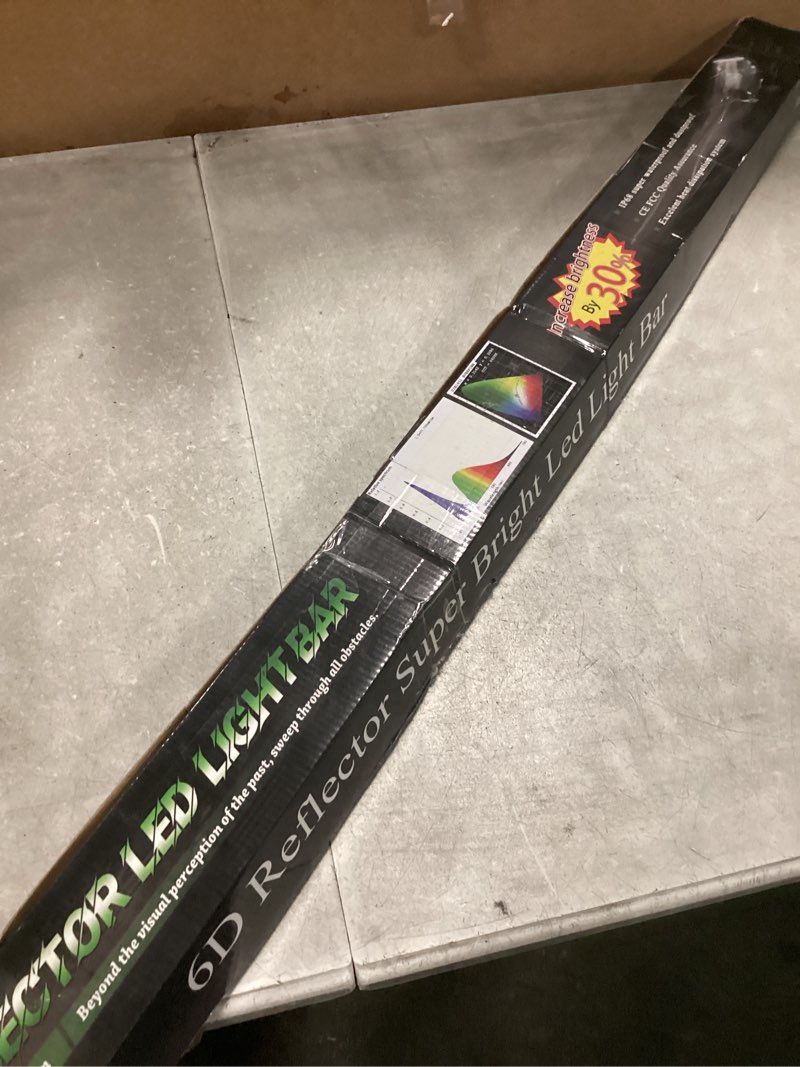 IP68 super waterproof and dustproof
CE FCC Quality Assurance
Excelent heat dissipation system
Increase brightness
By 30%
ECTOR LED LIGHT BAR
Beyond the visual perception of the past, sweep through all obstacles.
6D Reflector Super Bright Led Light Bar